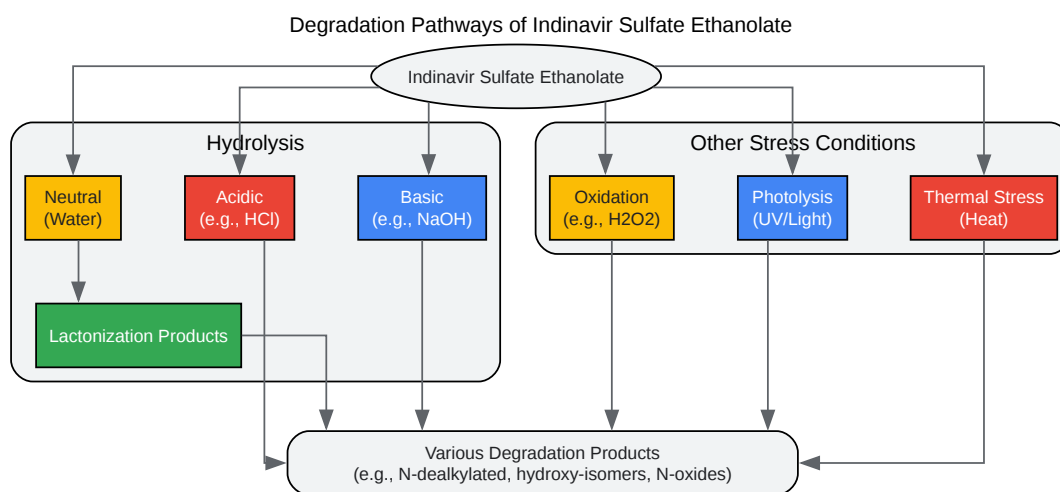 Degradation Pathways of Indinavir Sulfate Ethanolate
Indinavir Sulfate Ethanolate
Hydrolysis
Other Stress Conditions
Neutral
(Water)
Acidic
(e.g., HCl)
Basic
(e.g., NaOH)
Oxidation
(e.g., H2O2)
Photolysis
(UV/Light)
Thermal Stress
(Heat)
Lactonization Products
Various Degradation Products
(e.g., N-dealkylated, hydroxy-isomers, N-oxides)